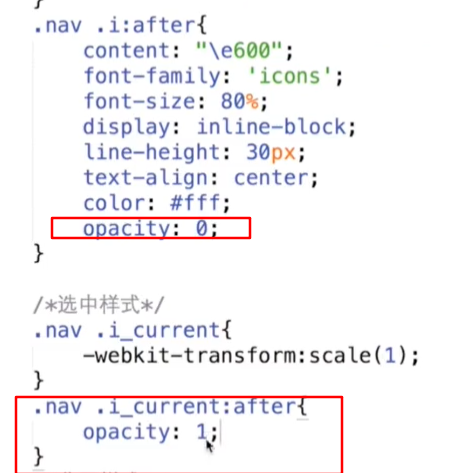 }
.nav .i:after{
content: "\e600";
font-family: 'icons';
font-size: 80%;
display: inline-block;
line-height: 30px;
text-align: center;
color: #fff;
opacity: 0;
}
/*选中样式*/
.nav .i_current{
-webkit-transform:scale(1);
}
.nav .i_current:after{
opacity: 1;
}